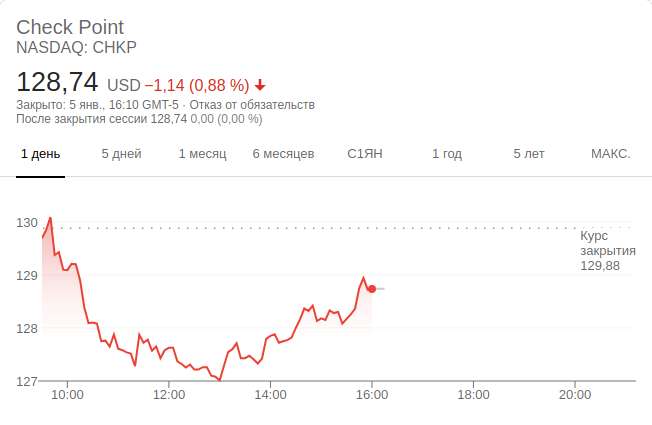 Check Point
NASDAQ: CHKP
128,74 USD −1,14 (0,88 %)
Закрыто: 5 янв., 16:10 GMT-5 · Отказ от обязательств
После закрытия сессии 128,74 0,00 (0,00 %)
1 день 5 дней 1 месяц 6 месяцев С1ЯН 1 год 5 лет МАКС.
130
Курс
закрытия
129,88
129
128
127
10:00 12:00 14:00 16:00 18:00 20:00